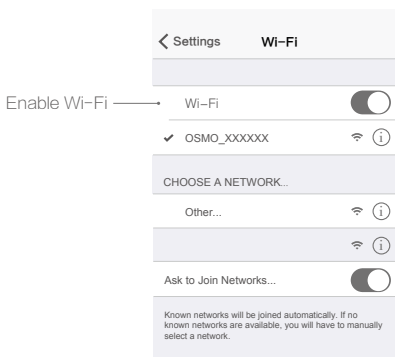 Settings Wi-Fi
Enable Wi-Fi
Wi-Fi
OSMO_XXXXXX
CHOOSE A NETWORK...
Other...
Ask to Join Networks...
Known networks will be joined automatically. If no
known networks are available, you will have to manually
select a network.